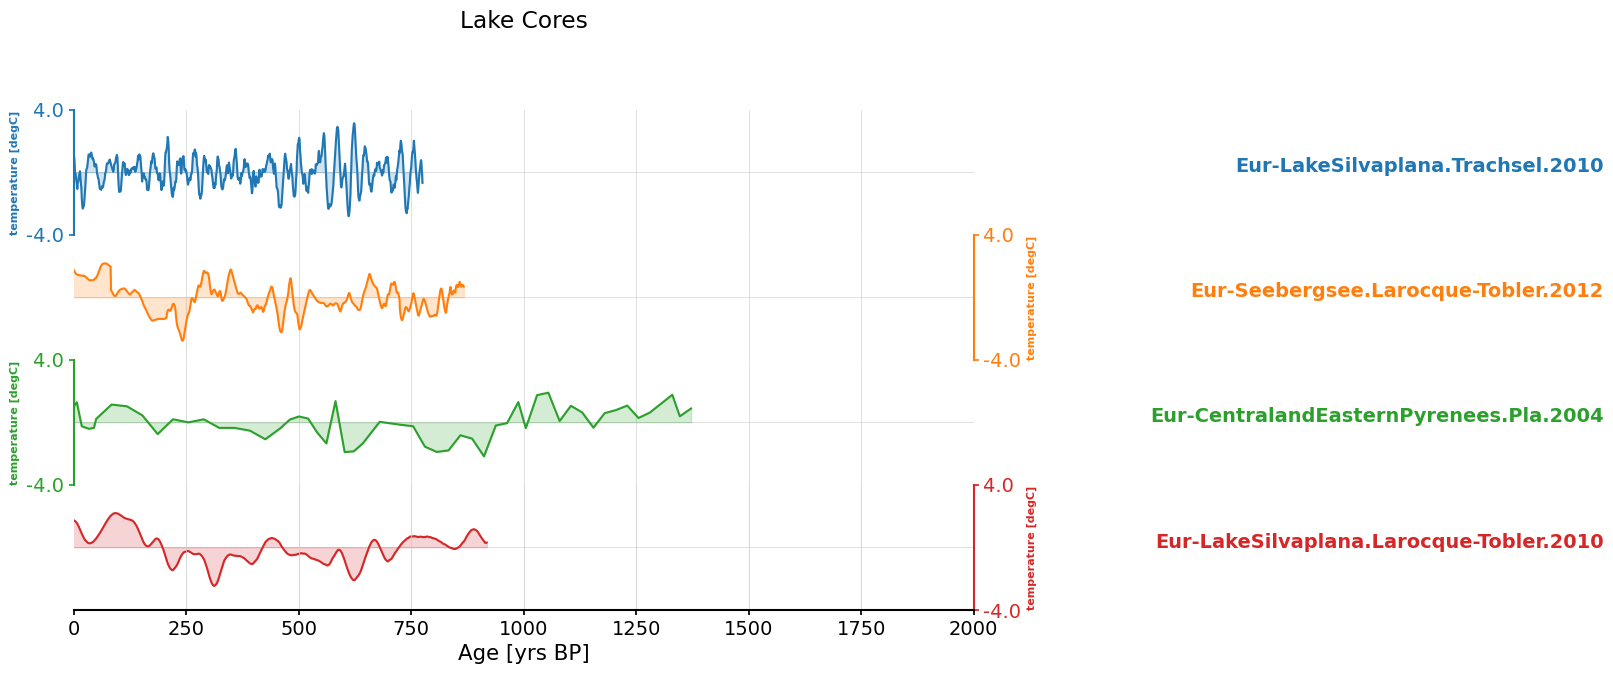 Lake Cores
4.0
temperature [degC]
-4.0
Eur-LakeSilvaplana.Trachsel.2010
4.0
temperature [degC]
-4.0
Eur-Seebergsee.Larocque-Tobler.2012
4.0
temperature [degC]
-4.0
Eur-CentralandEasternPyrenees.Pla.2004
4.0
temperature [degC]
-4.0
Eur-LakeSilvaplana.Larocque-Tobler.2010
0 250 500 750 1000 1250 1500 1750 2000
Age [yrs BP]